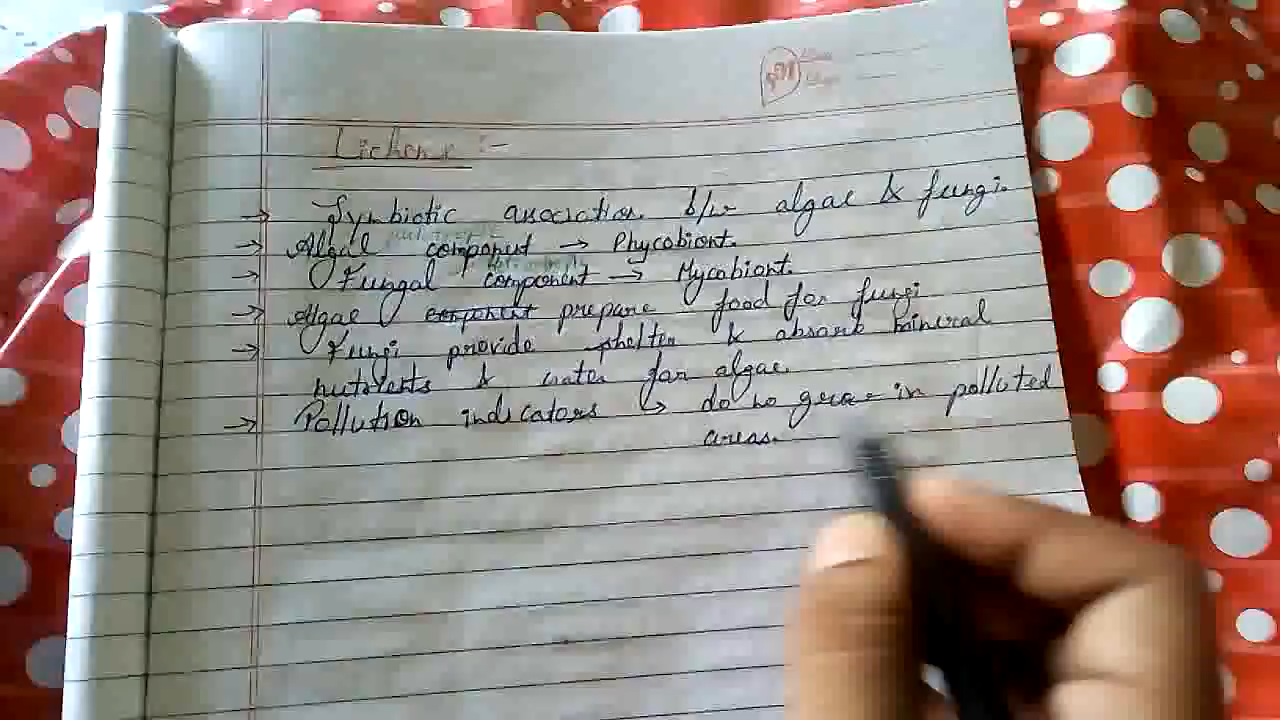 Lichens :-
→ Symbiotic association b/w algae & fungi.
→ Algal component → Phycobiont.
→ Fungal component → Mycobiont.
→ Algae component prepare food for fungi
→ Fungi provide shelter & absorb mineral
nutrients & water for algae.
→ Pollution indicators ↳ do no grow in polluted
areas.